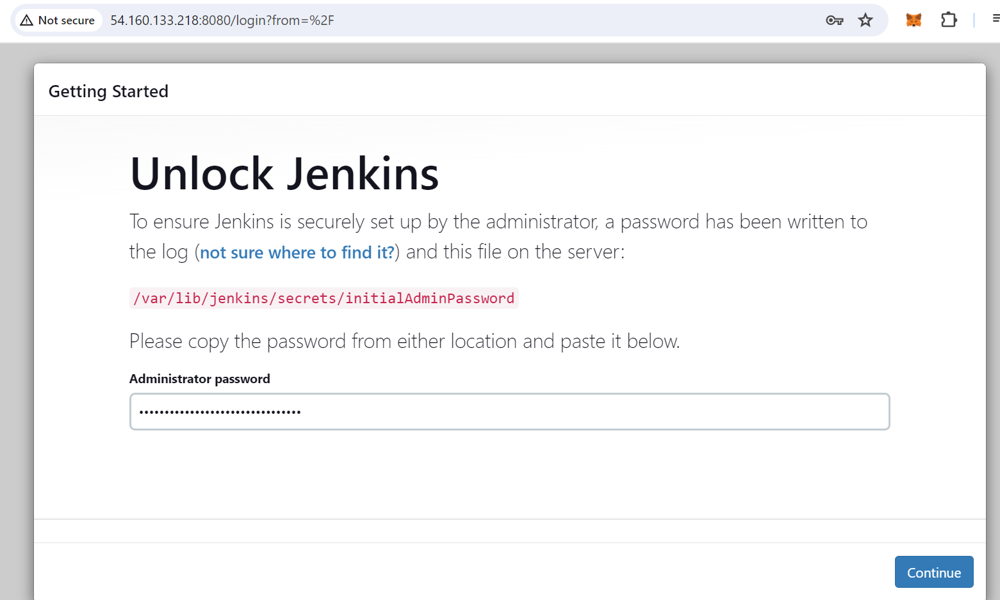 Not secure 54.160.133.218:8080/login?from=%2F
Getting Started
Unlock Jenkins
To ensure Jenkins is securely set up by the administrator, a password has been written to
the log (not sure where to find it?) and this file on the server:
/var/lib/jenkins/secrets/initialAdminPassword
Please copy the password from either location and paste it below.
Administrator password
••••••••••••••••••••••••••••••••
Continue